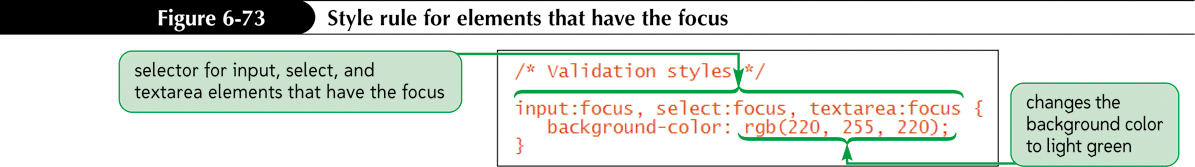 Figure 6-73 Style rule for elements that have the focus
selector for input, select, and
textarea elements that have the focus
/* Validation styles */
input:focus, select:focus, textarea:focus {
   background-color: rgb(220, 255, 220);
}
changes the
background color
to light green